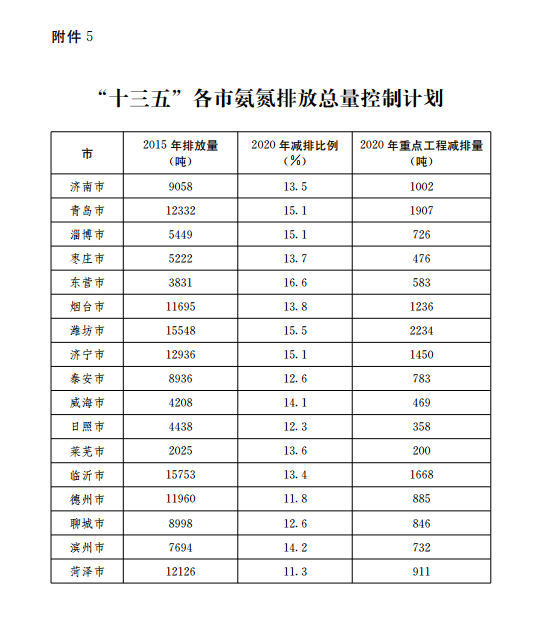 附件 5
“十三五”各市氨氮排放总量控制计划
市 2015 年排放量（吨） 2020 年减排比例（%） 2020 年重点工程减排量（吨）
济南市 9058 13.5 1002
青岛市 12332 15.1 1907
淄博市 5449 15.1 726
枣庄市 5222 13.7 476
东营市 3831 16.6 583
烟台市 11695 13.8 1236
潍坊市 15548 15.5 2234
济宁市 12936 15.1 1450
泰安市 8936 12.6 783
威海市 4208 14.1 469
日照市 4438 12.3 358
莱芜市 2025 13.6 200
临沂市 15753 13.4 1668
德州市 11960 11.8 885
聊城市 8998 12.6 846
滨州市 7694 14.2 732
菏泽市 12126 11.3 911